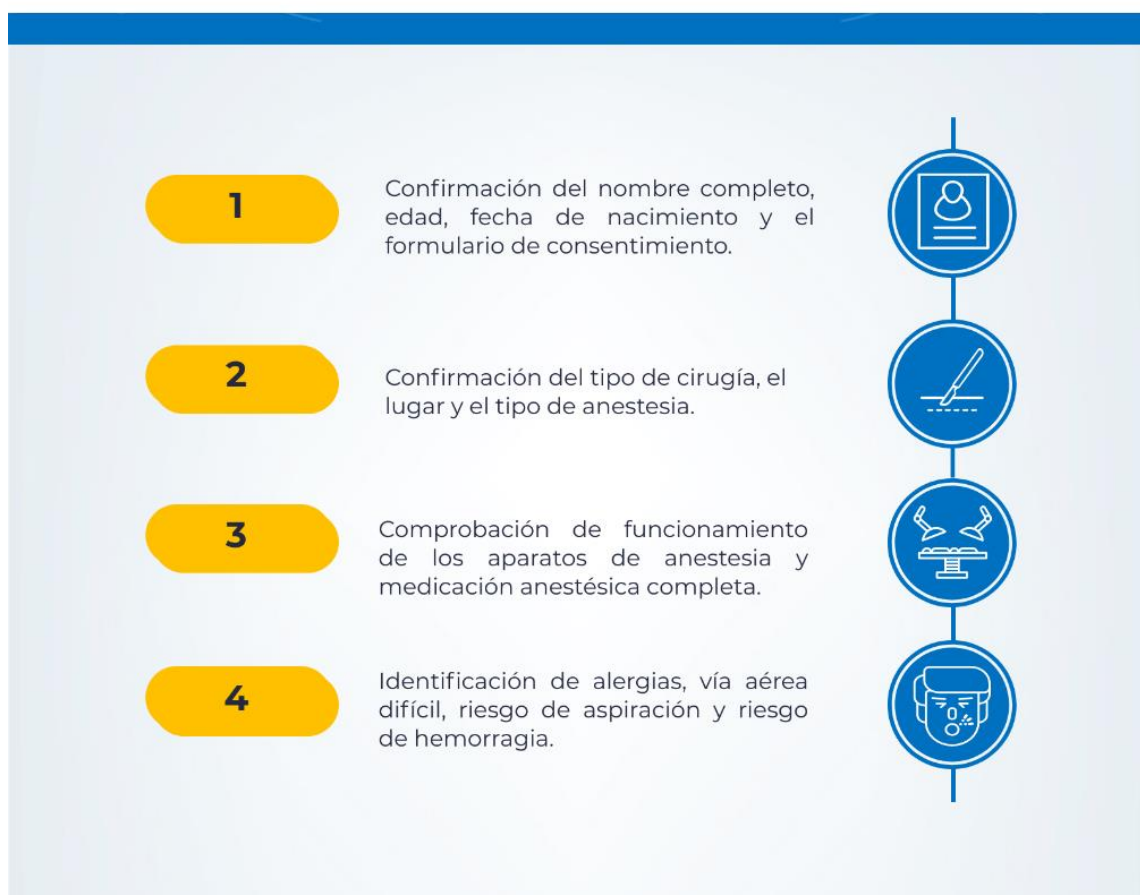 1
Confirmación del nombre completo,
edad, fecha de nacimiento y el
formulario de consentimiento.
2
Confirmación del tipo de cirugía, el
lugar y el tipo de anestesia.
3
Comprobación de funcionamiento
de los aparatos de anestesia y
medicación anestésica completa.
4
Identificación de alergias, vía aérea
difícil, riesgo de aspiración y riesgo
de hemorragia.